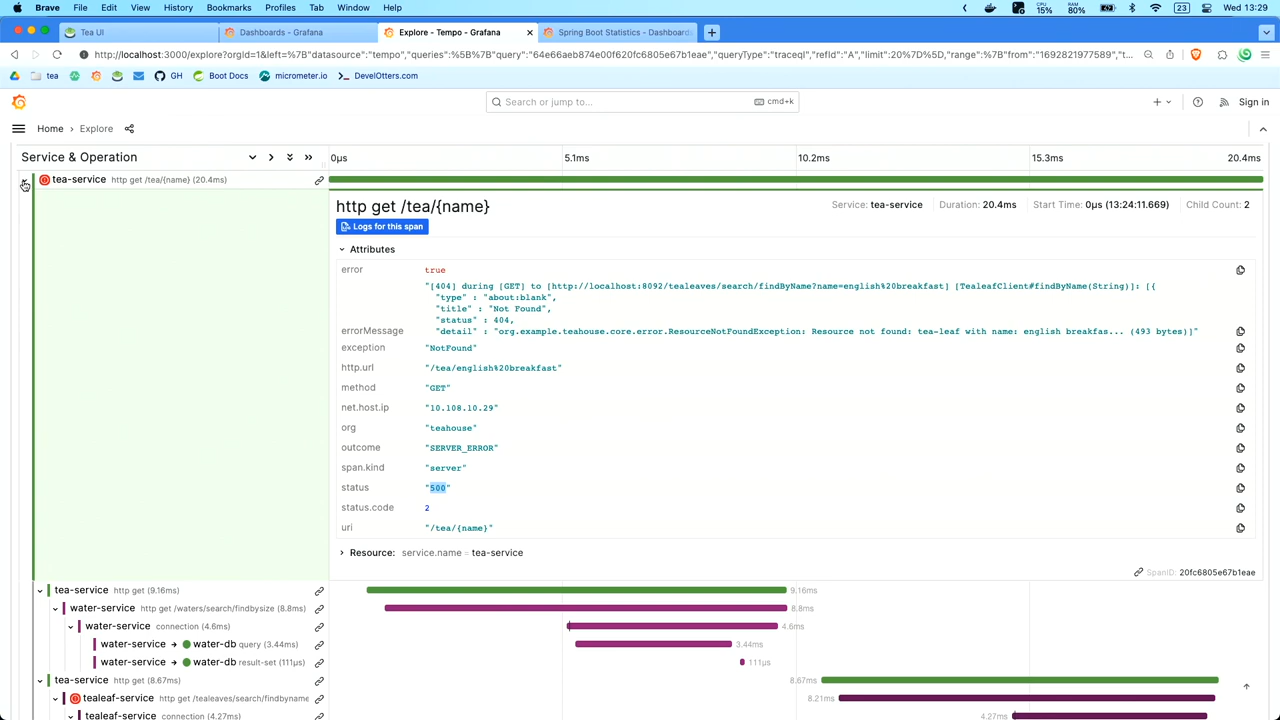 Brave File Edit View History Bookmarks Profiles Tab Window Help
CPU 15% RAM 80% 23 Wed 23 Aug 13:29
Tea UI
Dashboards - Grafana
Explore - Tempo - Grafana
Spring Boot Statistics - Dashboards
http://localhost:3000/explore?orgId=1&left=%7B"datasource":"tempo","queries":%5B%7B"query":"64e66aeb874e00f620fc6805e67b1eae","queryType":"traceql","refId":"A","limit":20%7D%5D,"range":%7B"from":"1692821977589","t...
tea
GH
Boot Docs
micrometer.io
DevelOtters.com
Search or jump to...
cmd+k
Sign in
Home › Explore
Service & Operation
0μs
5.1ms
10.2ms
15.3ms
20.4ms
tea-service http get /tea/{name} (20.4ms)
http get /tea/{name}
Service: tea-service
Duration: 20.4ms
Start Time: 0μs (13:24:11.669)
Child Count: 2
Logs for this span
Attributes
error true
"[404] during [GET] to [http://localhost:8092/tealeaves/search/findByName?name=english%20breakfast] [TealeafClient#findByName(String)]: [{
"type" : "about:blank",
"title" : "Not Found",
"status" : 404,
errorMessage "detail" : "org.example.teahouse.core.error.ResourceNotFoundException: Resource not found: tea-leaf with name: english breakfas... (493 bytes)]"
exception "NotFound"
http.url "/tea/english%20breakfast"
method "GET"
net.host.ip "10.108.10.29"
org "teahouse"
outcome "SERVER_ERROR"
span.kind "server"
status "500"
status.code 2
uri "/tea/{name}"
Resource: service.name = tea-service
SpanID: 20fc6805e67b1eae
tea-service http get (9.16ms) 9.16ms
water-service http get /waters/search/findbysize (8.8ms) 8.8ms
water-service connection (4.6ms) 4.6ms
water-service → water-db query (3.44ms) 3.44ms
water-service → water-db result-set (111μs) 111μs
tea-service http get (8.67ms) 8.67ms
tealeaf-service http get /tealeaves/search/findbyname 8.21ms
tealeaf-service connection (4.27ms) 4.27ms